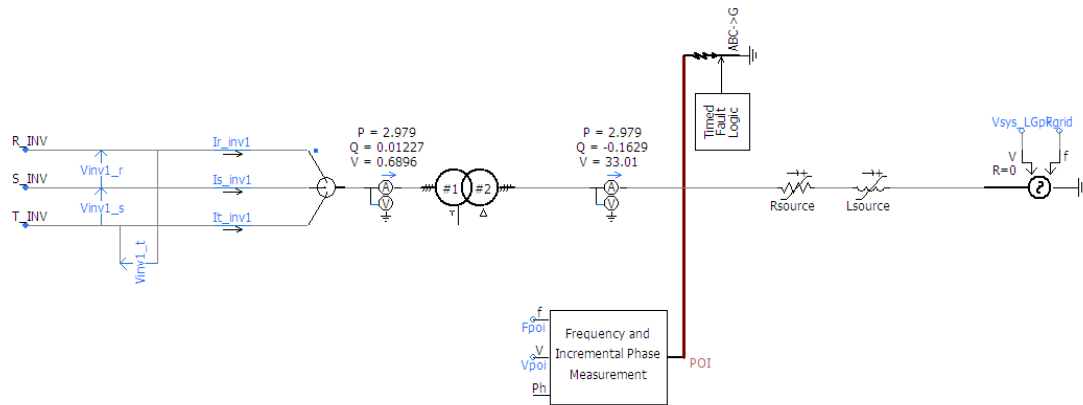 ABC->G
Timed
Fault
Logic
P = 2.979
Q = 0.01227
V = 0.6896
P = 2.979
Q = -0.1629
V = 33.01
R_INV
S_INV
T_INV
Vinv1_r
Vinv1_s
Vinv1_t
Ir_inv1
Is_inv1
It_inv1
A
V
#1
#2
A
V
Rsource
Lsource
V
f
R=0
f
Fpoi
V
Vpoi
Ph
Frequency and
Incremental Phase
Measurement
POI